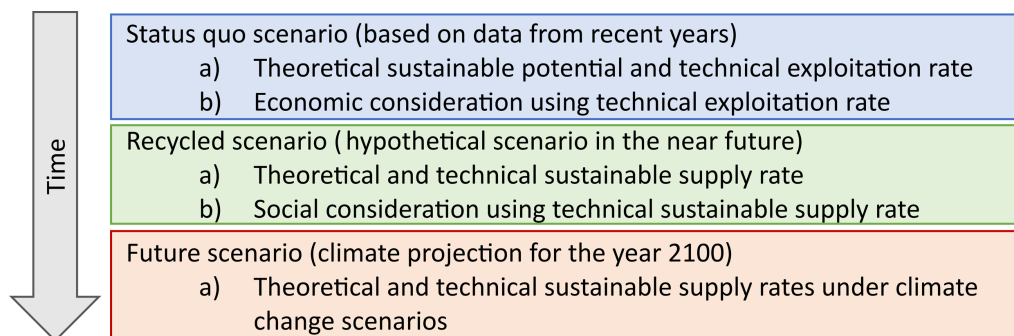 Time
Status quo scenario (based on data from recent years)
a) Theoretical sustainable potential and technical exploitation rate
b) Economic consideration using technical exploitation rate
Recycled scenario (hypothetical scenario in the near future)
a) Theoretical and technical sustainable supply rate
b) Social consideration using technical sustainable supply rate
Future scenario (climate projection for the year 2100)
a) Theoretical and technical sustainable supply rates under climate
change scenarios